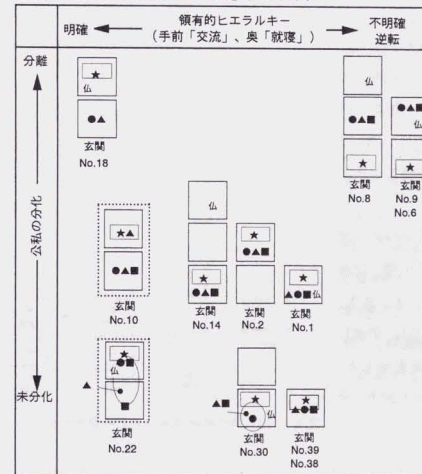 領有的ヒエラルキー
明確
(手前「交流」、奥「就寝」)
不明確
逆転
分離
公私の分化
未分化
★
仏
●▲
玄関
No.18
仏
●▲■
★
玄関
No.8
●▲■
仏
★
玄関
No.9
No.6
★▲
●▲■
玄関
No.10
仏
★
●▲■
玄関
No.14
★
●▲■
玄関
No.2
★
▲●■仏
玄関
No.1
★
●■
仏
▲
■
玄関
No.22
▲■
★
仏
●
玄関
No.30
★
▲●■
玄関
No.39
No.38